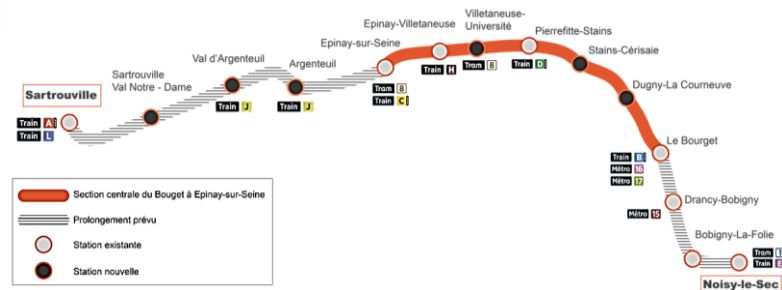 Sartrouville
Train A
Train L
Sartrouville
Val Notre - Dame
Val d'Argenteuil
Train J
Argenteuil
Train J
Epinay-sur-Seine
Tram 8
Train C
Epinay-Villetaneuse
Train H
Villetaneuse-
Université
Tram 8
Pierrefitte-Stains
Train D
Stains-Cérisaie
Dugny-La Courneuve
Le Bourget
Train B
Métro 16
Métro 17
Drancy-Bobigny
Métro 15
Bobigny-La-Folie
Tram
Train E
Noisy-le-Sec
Section centrale du Bouget à Epinay-sur-Seine
Prolongement prévu
Station existante
Station nouvelle